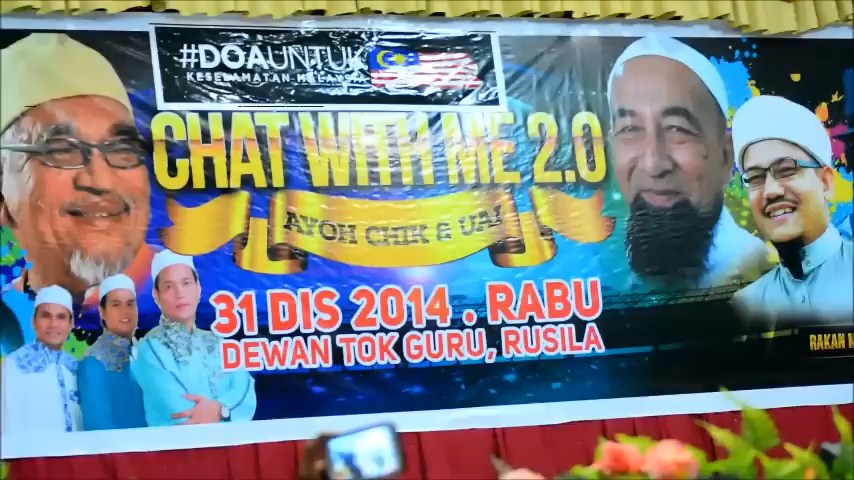 #DOAUNTUK
KESELAMATAN MALAYSIA
CHAT WITH ME 2.0
AYOH CHIK & UAI
31 DIS 2014 . RABU
DEWAN TOK GURU, RUSILA
RAKAN